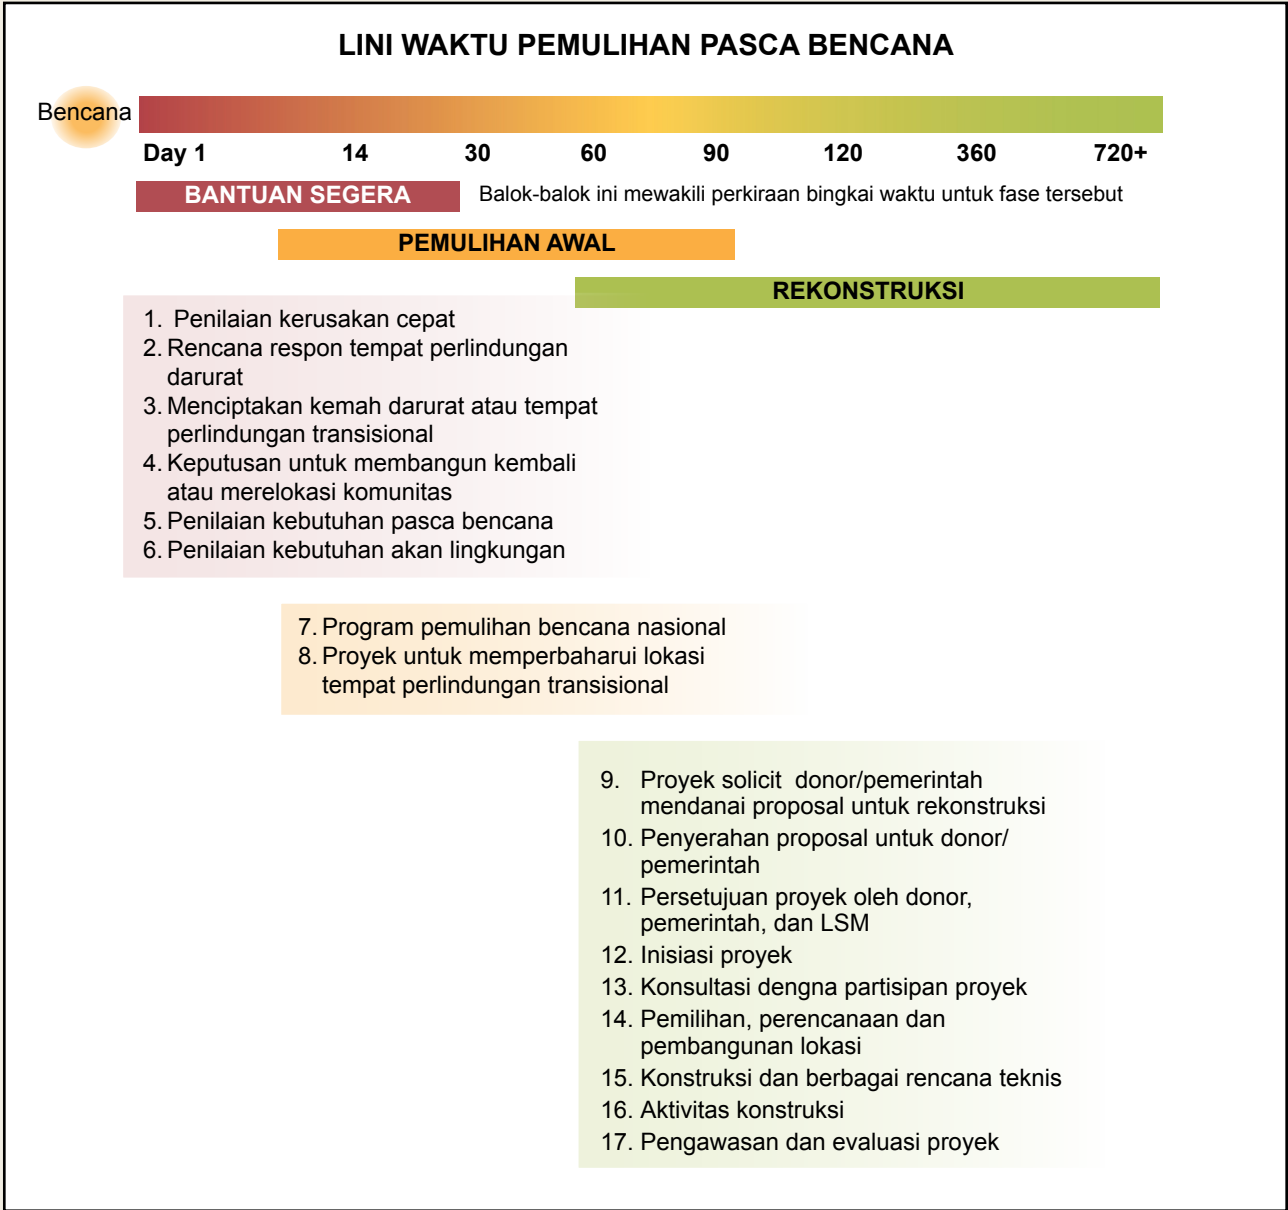 LINI WAKTU PEMULIHAN PASCA BENCANA
Bencana
Day 1 14 30 60 90 120 360 720+
BANTUAN SEGERA Balok-balok ini mewakili perkiraan bingkai waktu untuk fase tersebut
PEMULIHAN AWAL
REKONSTRUKSI
1. Penilaian kerusakan cepat
2. Rencana respon tempat perlindungan
darurat
3. Menciptakan kemah darurat atau tempat
perlindungan transisional
4. Keputusan untuk membangun kembali
atau merelokasi komunitas
5. Penilaian kebutuhan pasca bencana
6. Penilaian kebutuhan akan lingkungan
7. Program pemulihan bencana nasional
8. Proyek untuk memperbaharui lokasi
tempat perlindungan transisional
9. Proyek solicit donor/pemerintah
mendanai proposal untuk rekonstruksi
10. Penyerahan proposal untuk donor/
pemerintah
11. Persetujuan proyek oleh donor,
pemerintah, dan LSM
12. Inisiasi proyek
13. Konsultasi dengna partisipan proyek
14. Pemilihan, perencanaan dan
pembangunan lokasi
15. Konstruksi dan berbagai rencana teknis
16. Aktivitas konstruksi
17. Pengawasan dan evaluasi proyek